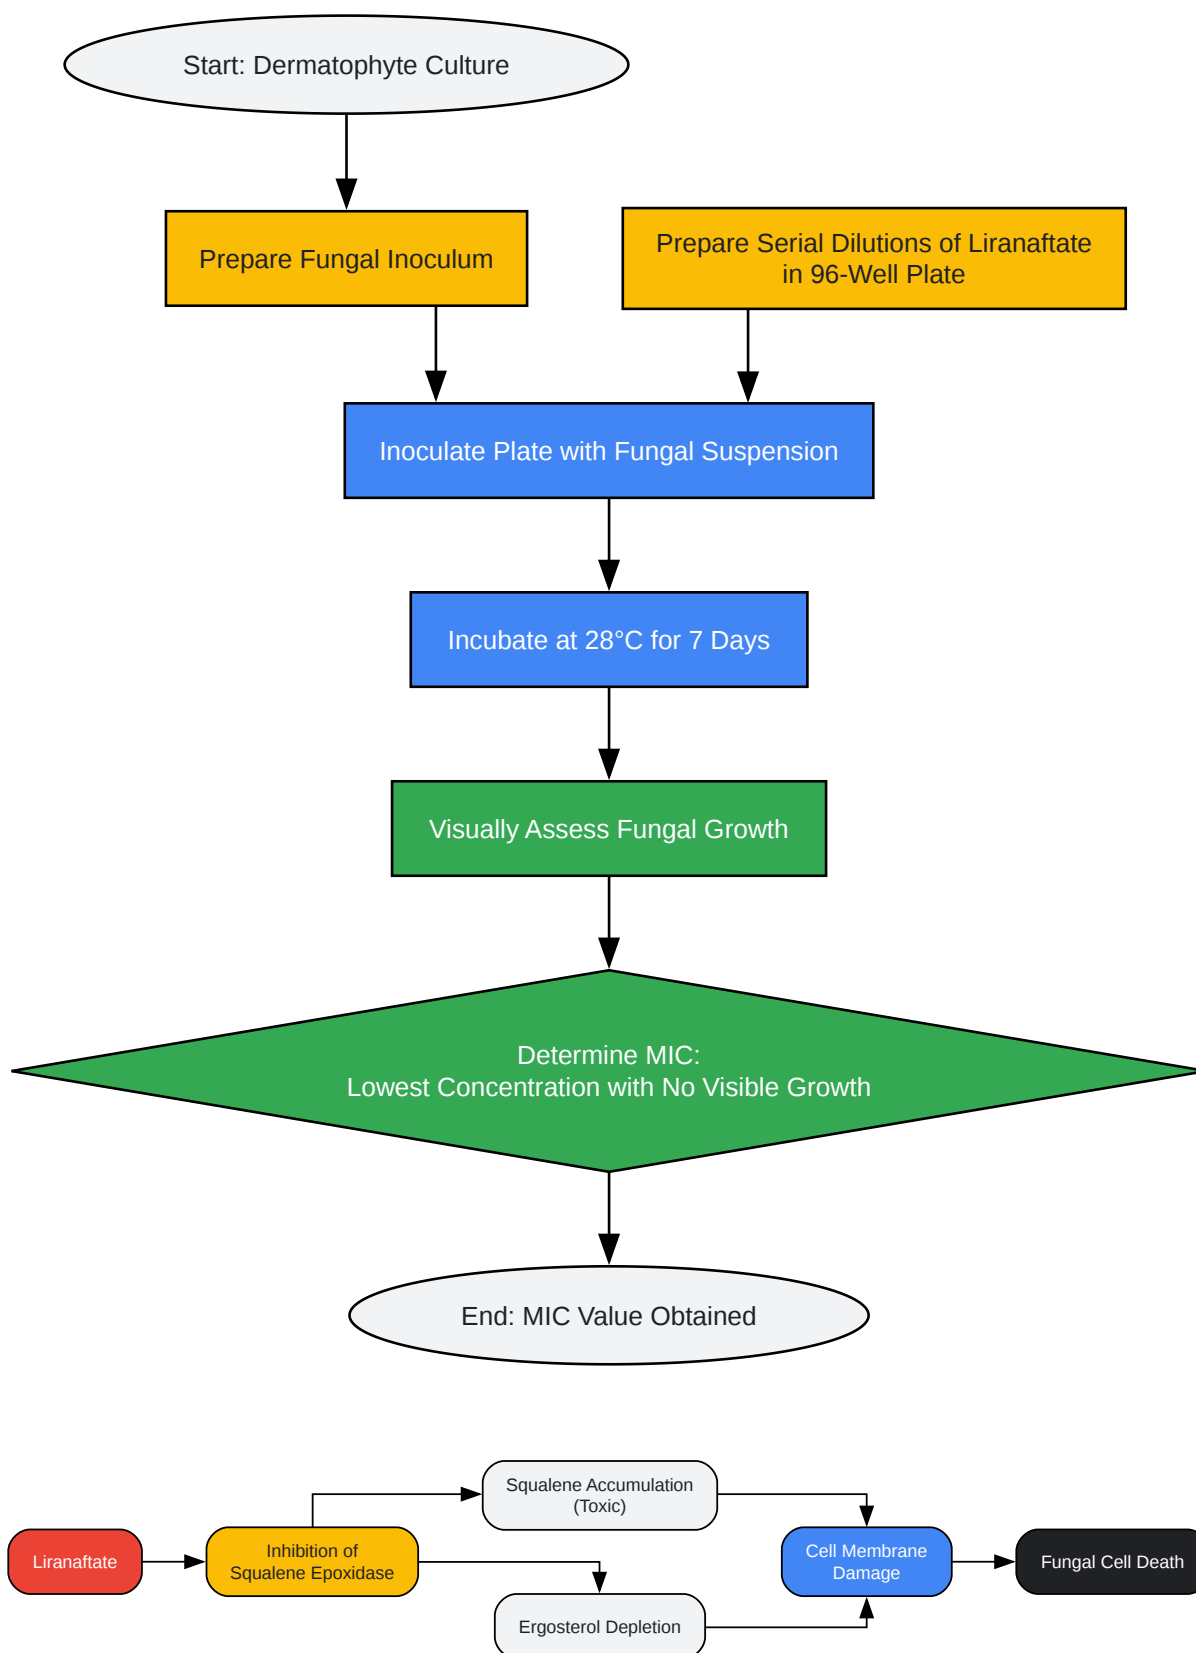 Start: Dermatophyte Culture
Prepare Fungal Inoculum
Prepare Serial Dilutions of Liranaftate
in 96-Well Plate
Inoculate Plate with Fungal Suspension
Incubate at 28°C for 7 Days
Visually Assess Fungal Growth
Determine MIC:
Lowest Concentration with No Visible Growth
End: MIC Value Obtained
Liranaftate
Inhibition of
Squalene Epoxidase
Squalene Accumulation
(Toxic)
Ergosterol Depletion
Cell Membrane
Damage
Fungal Cell Death